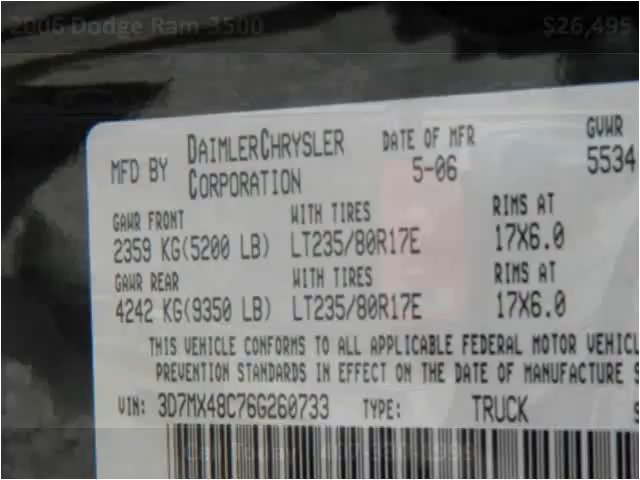 2006 Dodge Ram 3500 $26,495
MFD BY DAIMLERCHRYSLER CORPORATION DATE OF MFR 5-06 GVWR 5534
GAWR FRONT WITH TIRES RIMS AT
2359 KG(5200 LB) LT235/80R17E 17X6.0
GAWR REAR WITH TIRES RIMS AT
4242 KG(9350 LB) LT235/80R17E 17X6.0
THIS VEHICLE CONFORMS TO ALL APPLICABLE FEDERAL MOTOR VEHICL
PREVENTION STANDARDS IN EFFECT ON THE DATE OF MANUFACTURE S
VIN: 3D7MX48C76G260733 TYPE: TRUCK